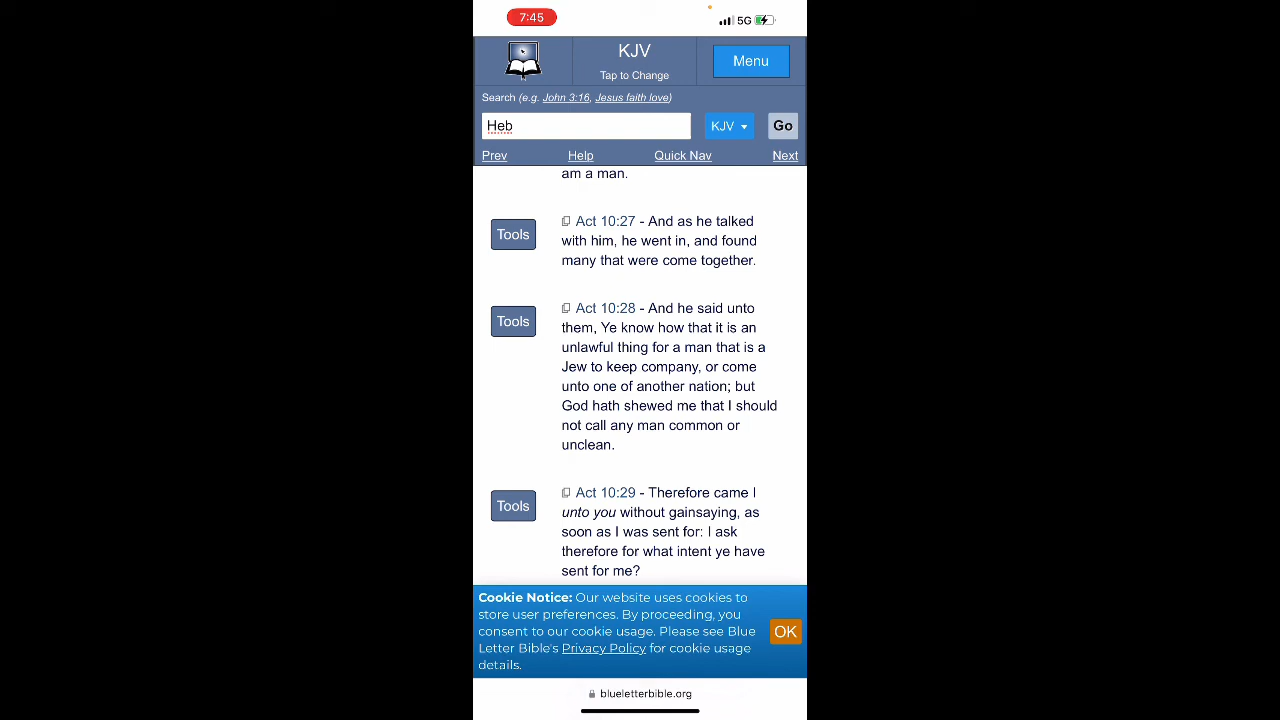 7:45
5G
KJV
Tap to Change
Menu
Search (e.g. John 3:16, Jesus faith love)
Heb
KJV
Go
Prev
Help
Quick Nav
Next
am a man.
Tools
Act 10:27 - And as he talked
with him, he went in, and found
many that were come together.
Tools
Act 10:28 - And he said unto
them, Ye know how that it is an
unlawful thing for a man that is a
Jew to keep company, or come
unto one of another nation; but
God hath shewed me that I should
not call any man common or
unclean.
Tools
Act 10:29 - Therefore came I
unto you without gainsaying, as
soon as I was sent for: I ask
therefore for what intent ye have
sent for me?
Cookie Notice: Our website uses cookies to
store user preferences. By proceeding, you
consent to our cookie usage. Please see Blue
Letter Bible's Privacy Policy for cookie usage
details.
OK
blueletterbible.org